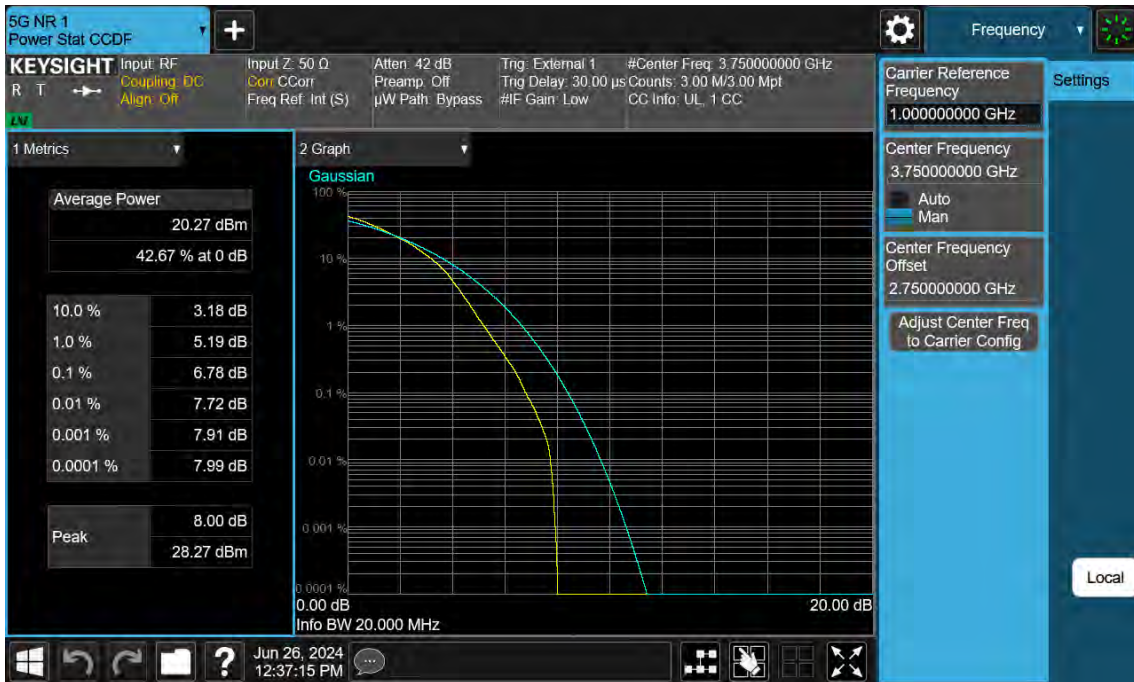 5G NR 1
Power Stat CCDF
Frequency
KEYSIGHT
R T
LNI
Input: RF
Coupling: DC
Align: Off
Input Z: 50 Ω
Corr CCorr
Freq Ref: Int (S)
Atten: 42 dB
Preamp: Off
µW Path: Bypass
Trig: External 1
Trig Delay: 30.00 µs
#IF Gain: Low
#Center Freq: 3.750000000 GHz
Counts: 3.00 M/3.00 Mpt
CC Info: UL, 1 CC
1 Metrics
Average Power
20.27 dBm
42.67 % at 0 dB
10.0 % 3.18 dB
1.0 % 5.19 dB
0.1 % 6.78 dB
0.01 % 7.72 dB
0.001 % 7.91 dB
0.0001 % 7.99 dB
Peak
8.00 dB
28.27 dBm
2 Graph
Gaussian
100 %
10 %
1 %
0.1 %
0.01 %
0.001 %
0.0001 %
0.00 dB 20.00 dB
Info BW 20.000 MHz
Carrier Reference
Frequency
1.000000000 GHz
Center Frequency
3.750000000 GHz
Auto
Man
Center Frequency
Offset
2.750000000 GHz
Adjust Center Freq
to Carrier Config
Settings
Local
Jun 26, 2024
12:37:15 PM